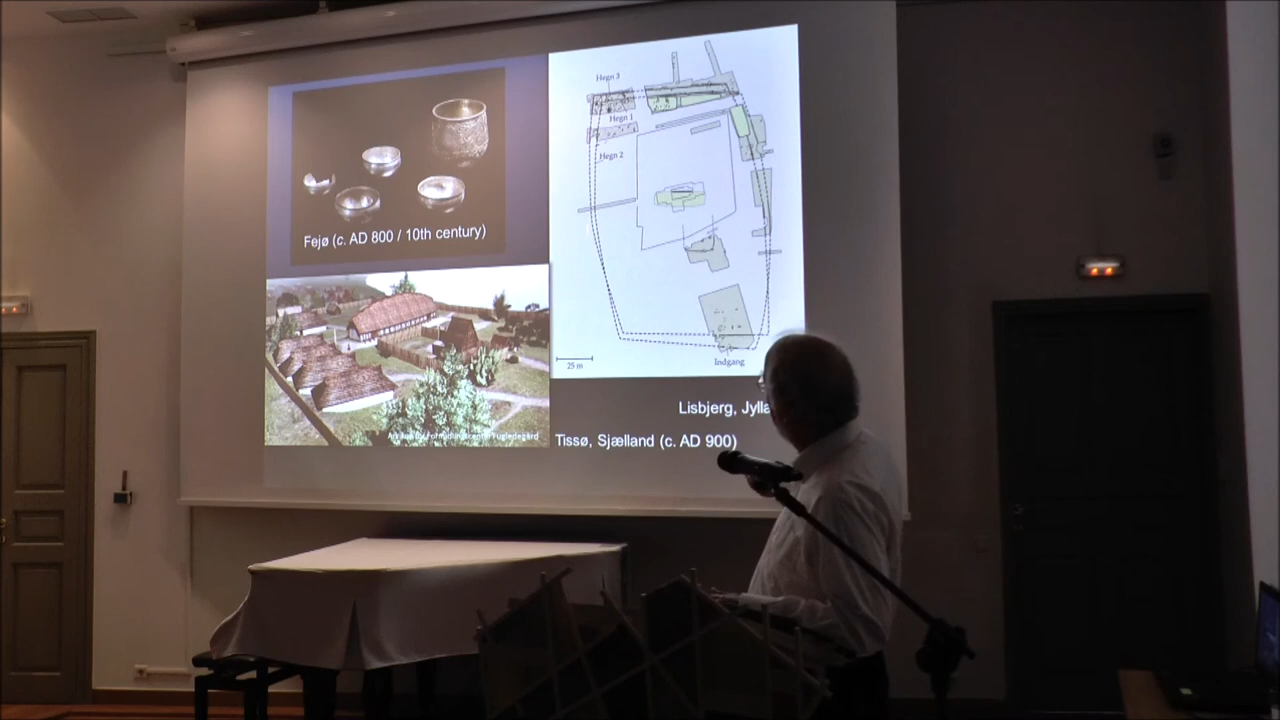 Fejø (c. AD 800 / 10th century)
Hegn 3
Hegn 1
Hegn 2
25 m
Indgang
Lisbjerg, Jylla
Tissø, Sjælland (c. AD 900)
Fugledegård